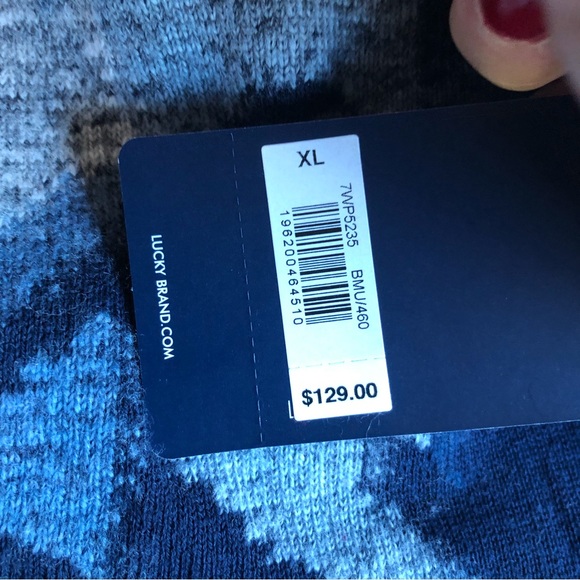 XL
7WP5235 BMU/460
196200464510
$129.00
LUCKY BRAND.COM